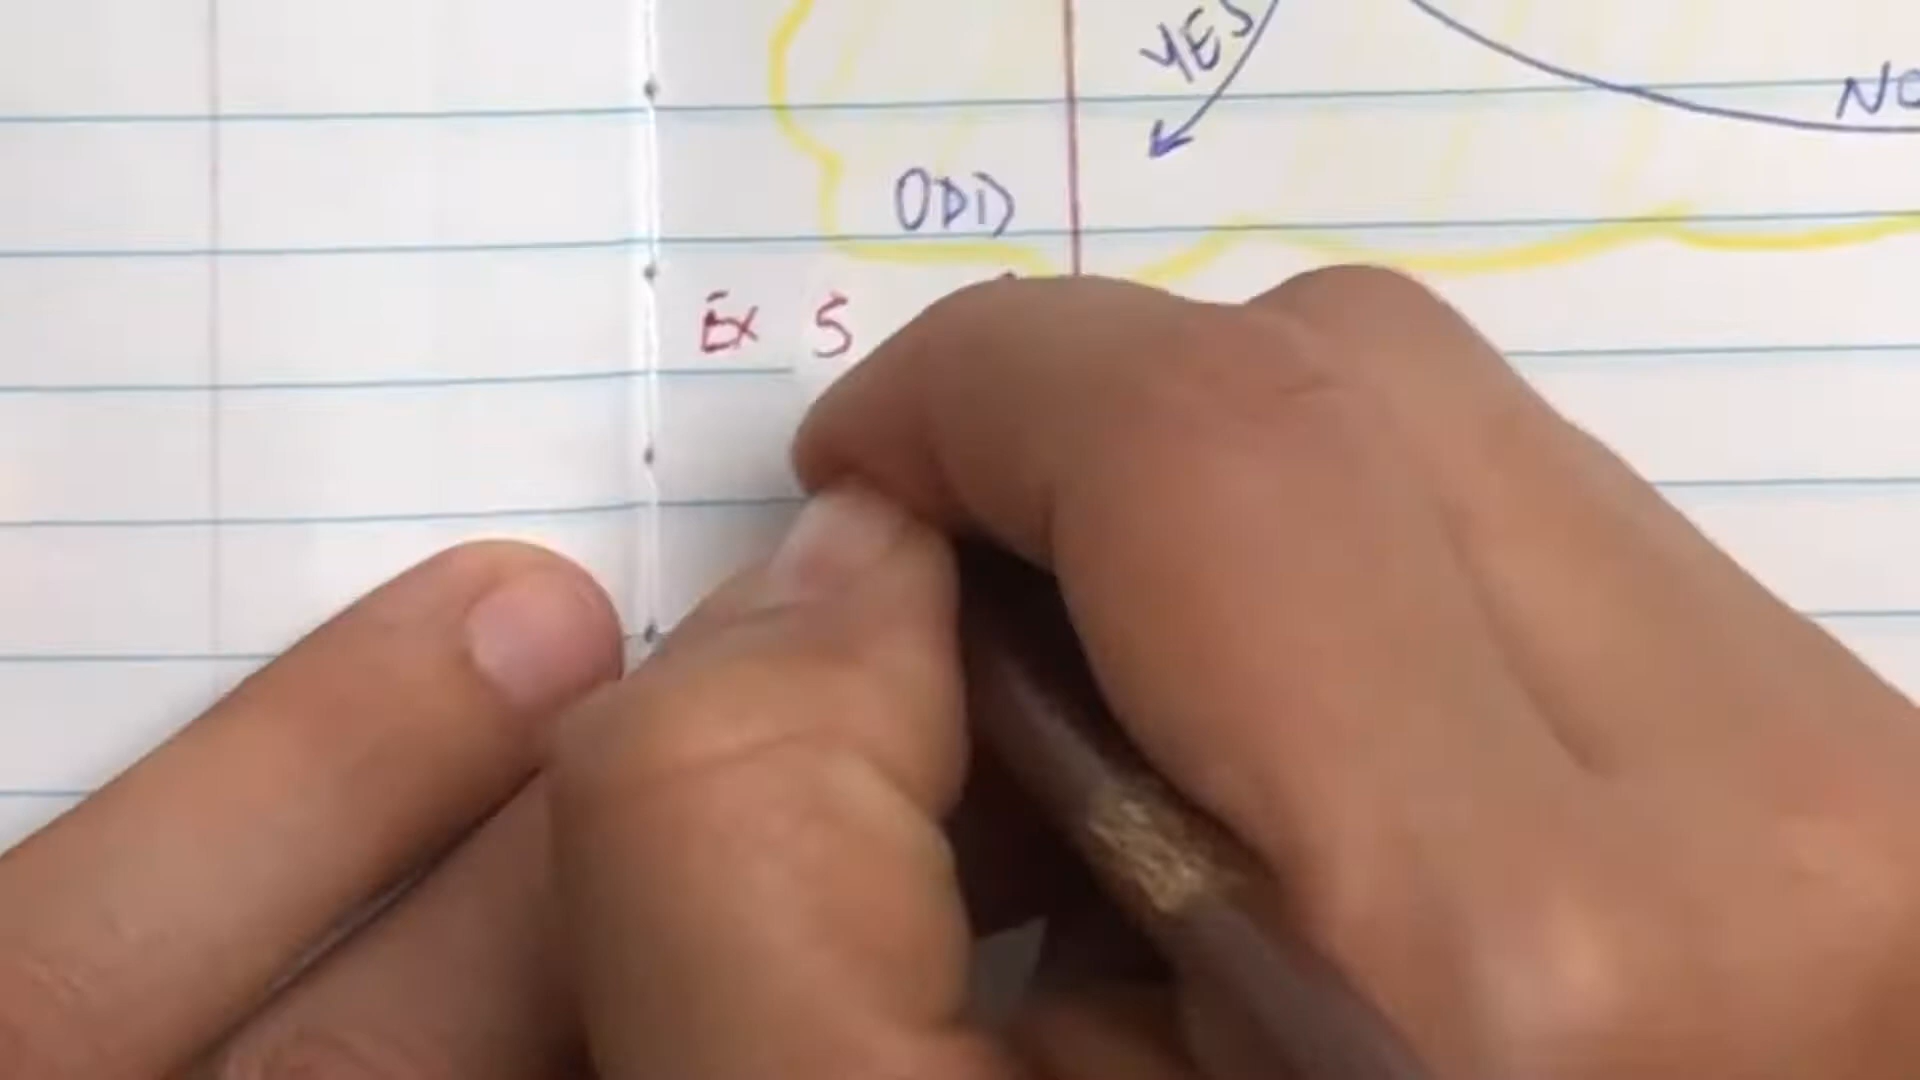 YES
NO
ODD
Ex 5